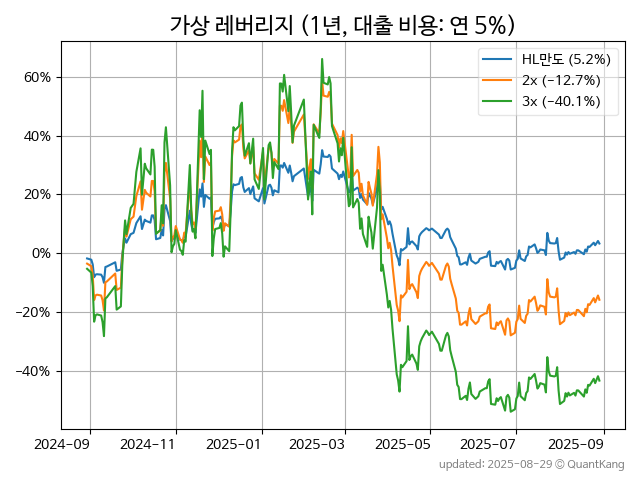 가상 레버리지 (1년, 대출 비용: 연 5%)
HL만도 (5.2%)
2x (−12.7%)
3x (−40.1%)
60%
40%
20%
0%
−20%
−40%
2024-09
2024-11
2025-01
2025-03
2025-05
2025-07
2025-09
updated: 2025-08-29 © QuantKang